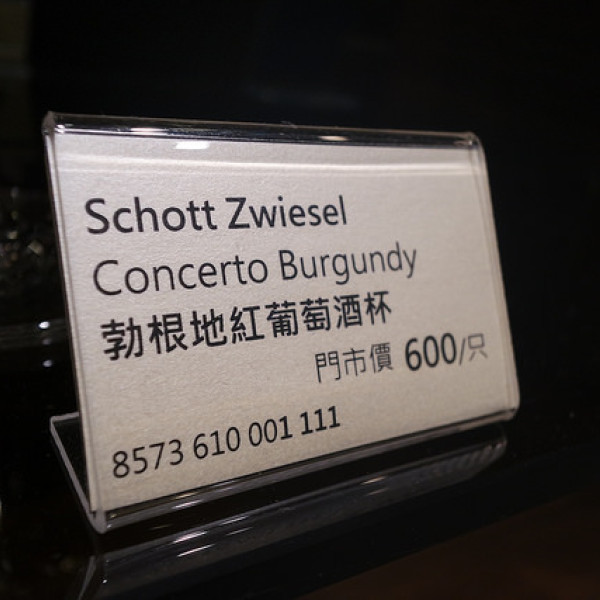 Schott Zwiesel
Concerto Burgundy
勃根地紅葡萄酒杯
門市價 600/只
8573 610 001 111